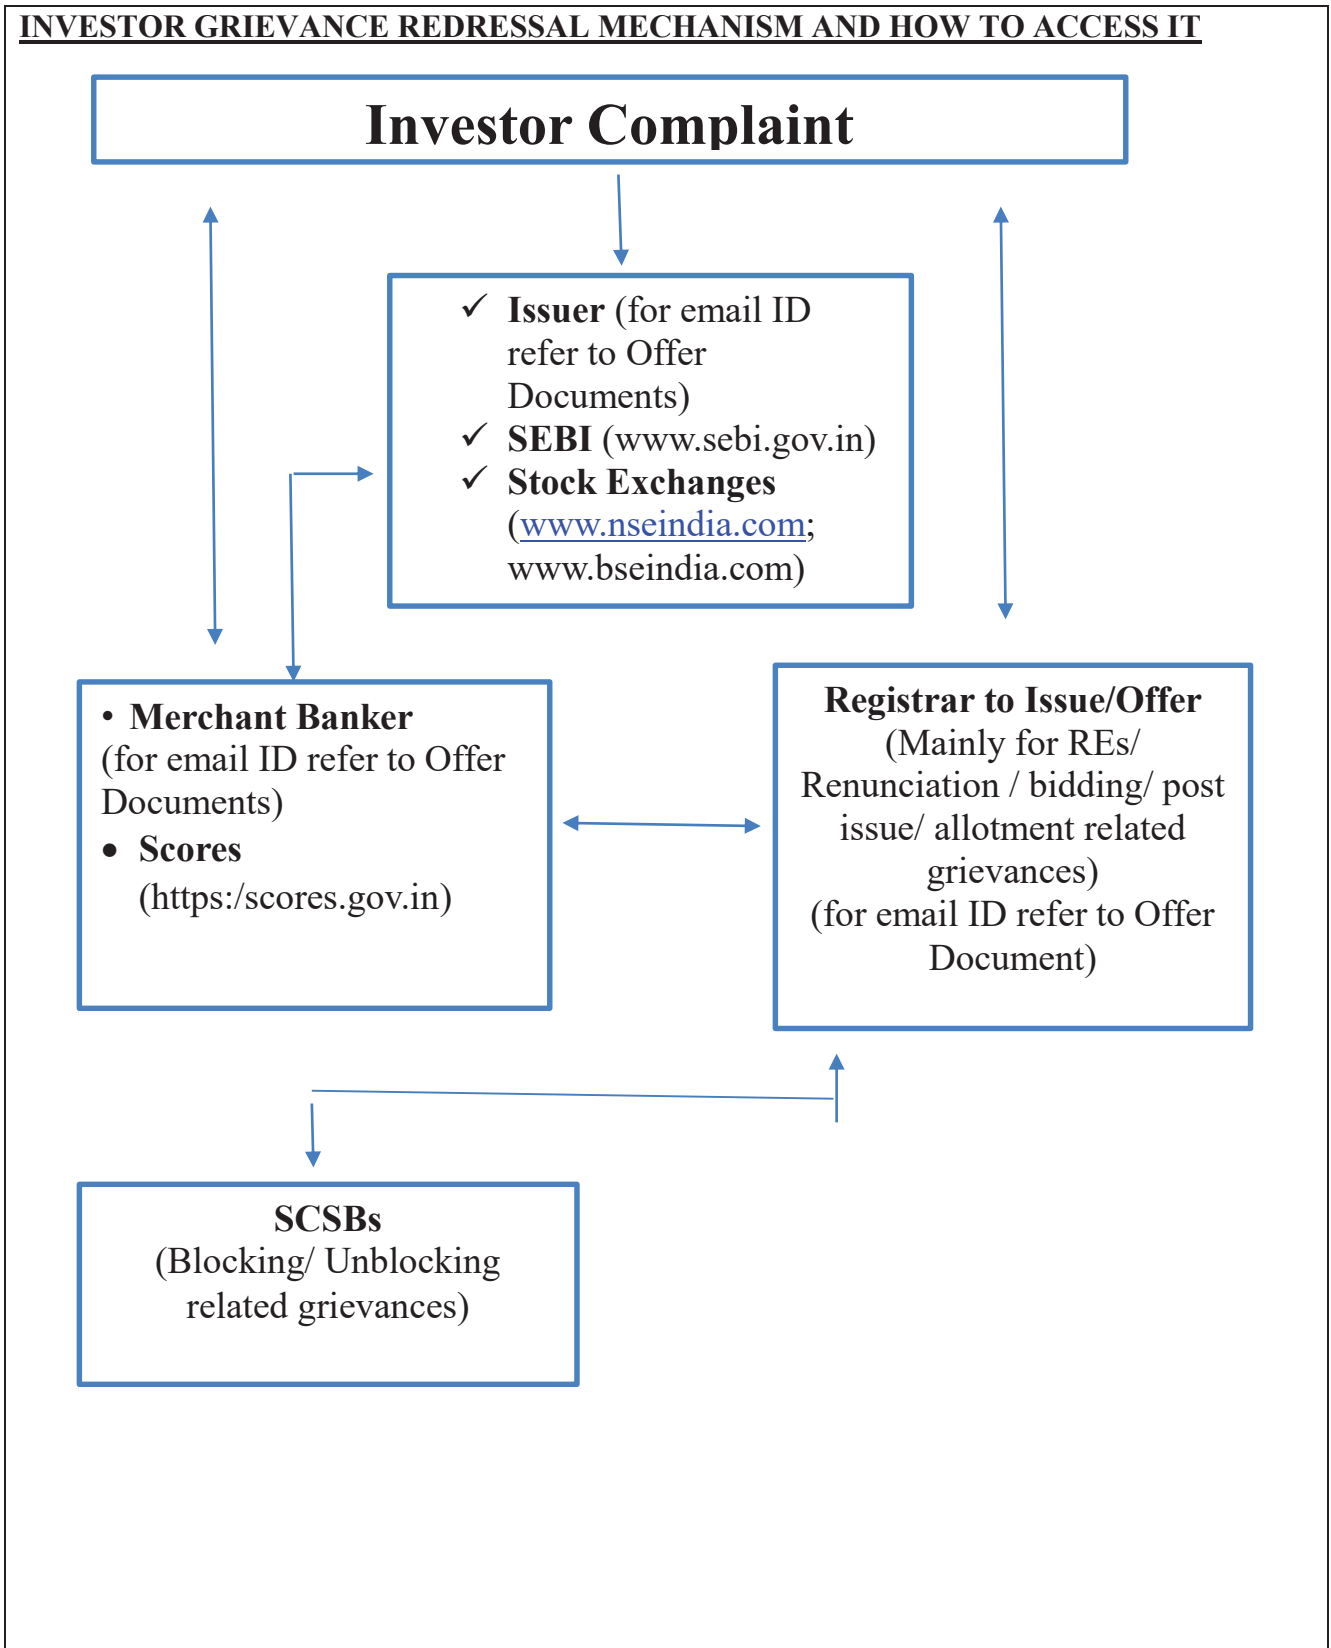 INVESTOR GRIEVANCE REDRESSAL MECHANISM AND HOW TO ACCESS IT
Investor Complaint
✓ Issuer (for email ID
refer to Offer
Documents)
✓ SEBI (www.sebi.gov.in)
✓ Stock Exchanges
(www.nseindia.com;
www.bseindia.com)
• Merchant Banker
(for email ID refer to Offer
Documents)
• Scores
(https:/scores.gov.in)
Registrar to Issue/Offer
(Mainly for REs/
Renunciation / bidding/ post
issue/ allotment related
grievances)
(for email ID refer to Offer
Document)
SCSBs
(Blocking/ Unblocking
related grievances)